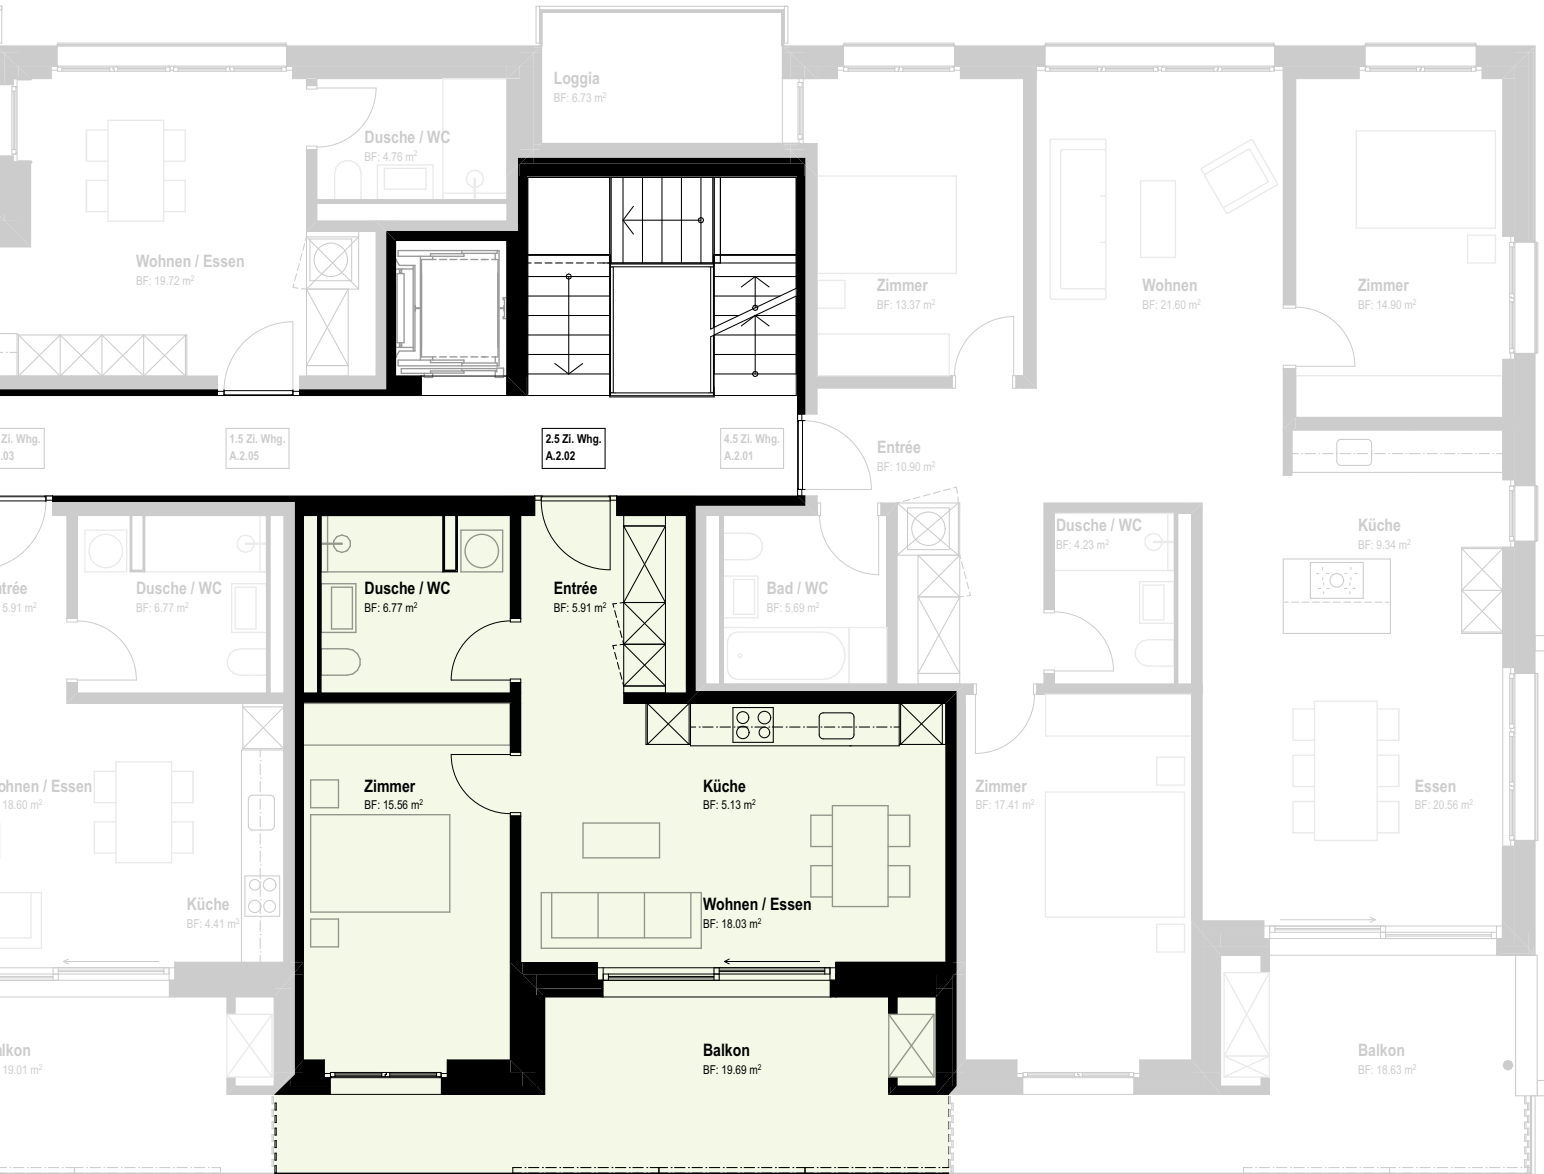 Loggia
BF: 6.73 m²
Dusche / WC
BF: 4.76 m²
Wohnen / Essen
BF: 19.72 m²
Zimmer
BF: 13.37 m²
Wohnen
BF: 21.60 m²
Zimmer
BF: 14.90 m²
Zi. Whg.
.03
1.5 Zi. Whg.
A.2.05
2.5 Zi. Whg.
A.2.02
4.5 Zi. Whg.
A.2.01
Entrée
BF: 10.90 m²
Küche
BF: 9.34 m²
Dusche / WC
BF: 4.23 m²
ntrée
5.91 m²
Dusche / WC
BF: 6.77 m²
Dusche / WC
BF: 6.77 m²
Entrée
BF: 5.91 m²
Bad / WC
BF: 5.69 m²
ohnen / Essen
18.60 m²
Zimmer
BF: 15.56 m²
Küche
BF: 5.13 m²
Zimmer
BF: 17.41 m²
Essen
BF: 20.56 m²
Küche
BF: 4.41 m²
Wohnen / Essen
BF: 18.03 m²
lkon
19.01 m²
Balkon
BF: 19.69 m²
Balkon
BF: 18.63 m²